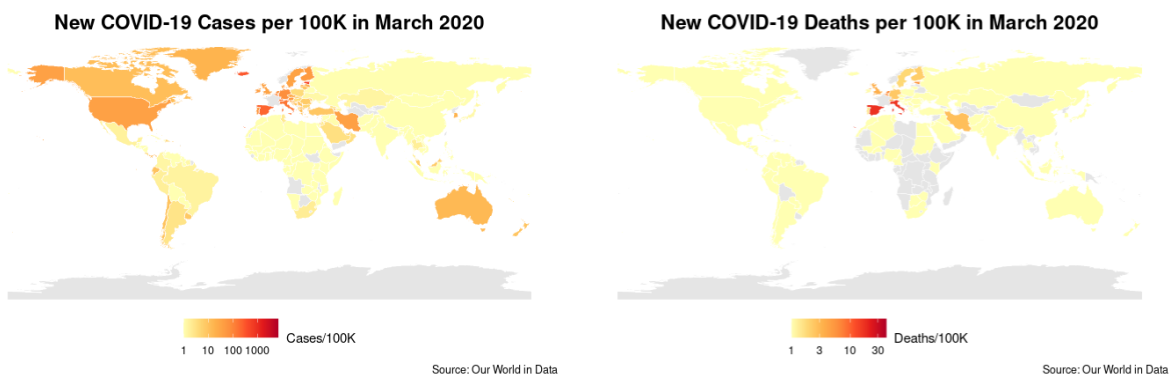 New COVID-19 Cases per 100K in March 2020
1 10 100 1000
Cases/100K
Source: Our World in Data
New COVID-19 Deaths per 100K in March 2020
1 3 10 30
Deaths/100K
Source: Our World in Data